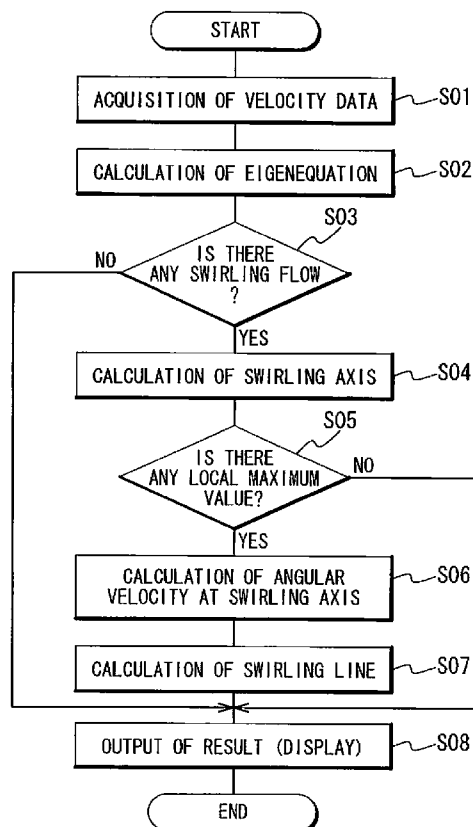 START
ACQUISITION OF VELOCITY DATA
S01
CALCULATION OF EIGENEQUATION
S02
S03
IS THERE
ANY SWIRLING FLOW
?
NO
YES
CALCULATION OF SWIRLING AXIS
S04
S05
IS THERE
ANY LOCAL MAXIMUM
VALUE?
NO
YES
CALCULATION OF ANGULAR
VELOCITY AT SWIRLING AXIS
S06
CALCULATION OF SWIRLING LINE
S07
OUTPUT OF RESULT (DISPLAY)
S08
END